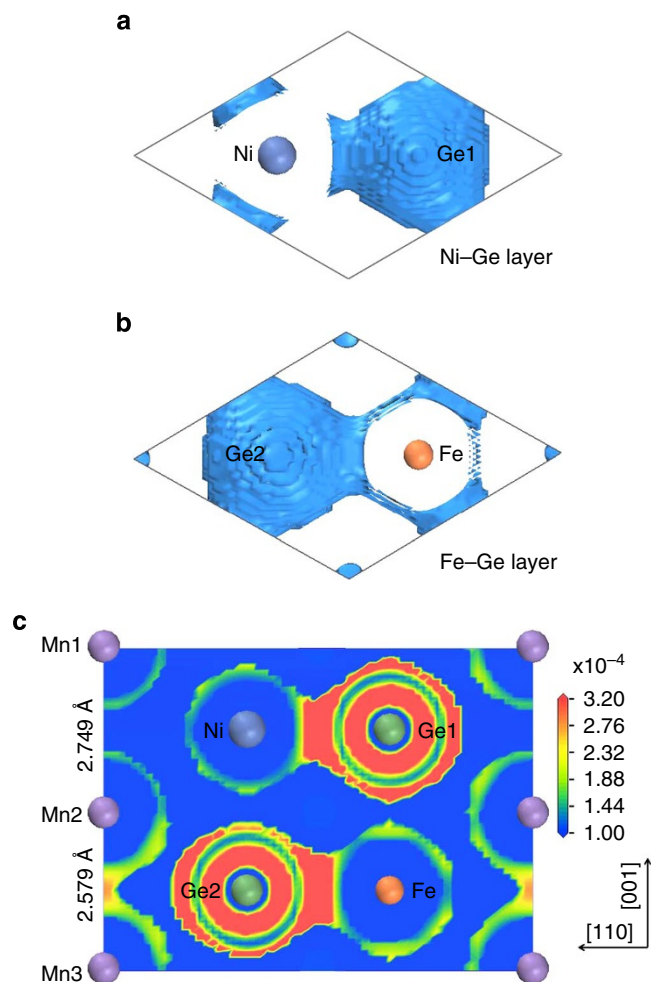 a
Ni
Ge1
Ni–Ge layer
b
Ge2
Fe
Fe–Ge layer
c
Mn1
x10⁻⁴
3.20
2.76
2.32
1.88
1.44
1.00
Ni
Ge1
2.749 Å
Mn2
2.579 Å
Ge2
Fe
[001]
[110]
Mn3